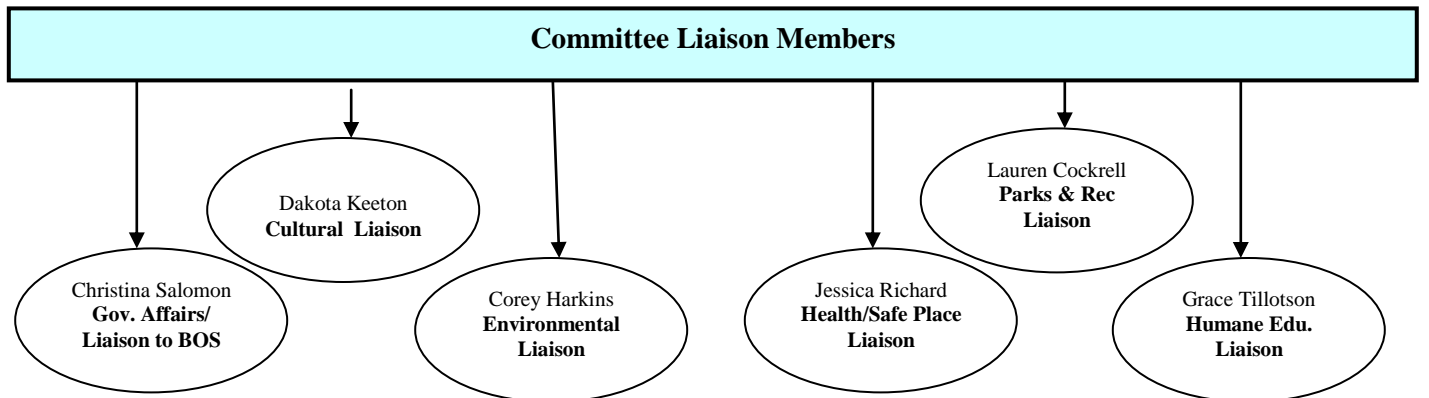 Committee Liaison Members
Christina Salomon
Gov. Affairs/
Liaison to BOS
Dakota Keeton
Cultural Liaison
Corey Harkins
Environmental
Liaison
Jessica Richard
Health/Safe Place
Liaison
Lauren Cockrell
Parks & Rec
Liaison
Grace Tillotson
Humane Edu.
Liaison